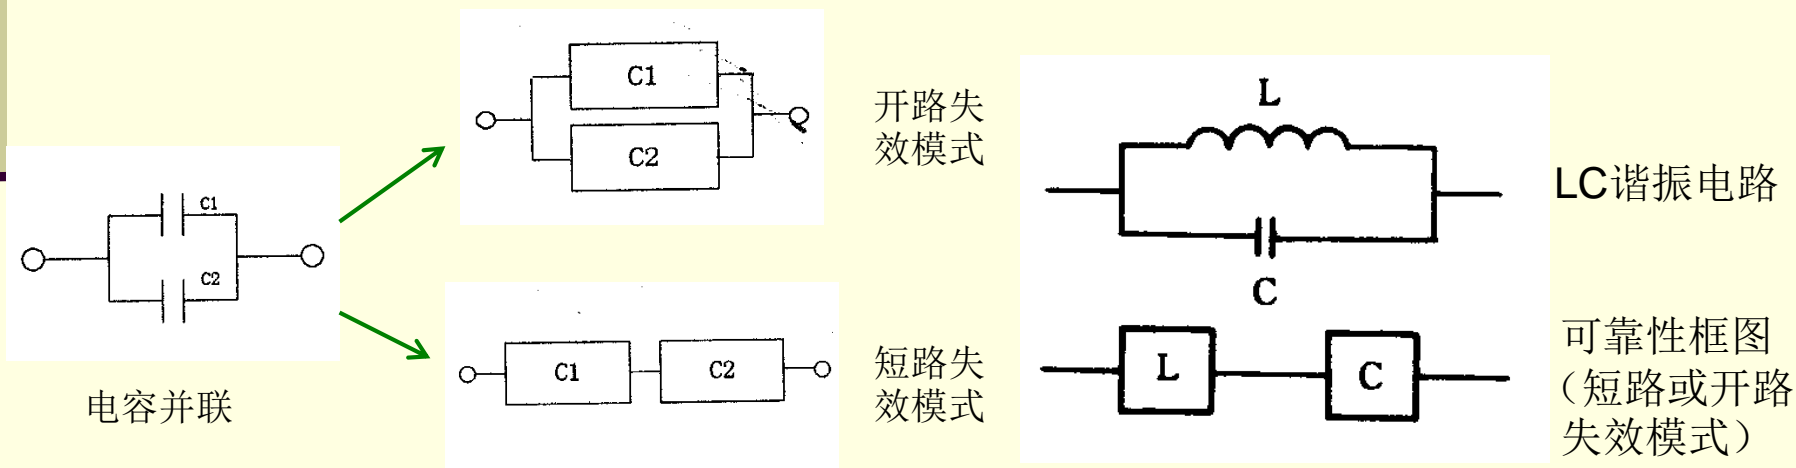 C1
C2
电容并联
C1
C2
开路失
效模式
C1
C2
短路失
效模式
L
C
LC谐振电路
L
C
可靠性框图
（短路或开路
失效模式）